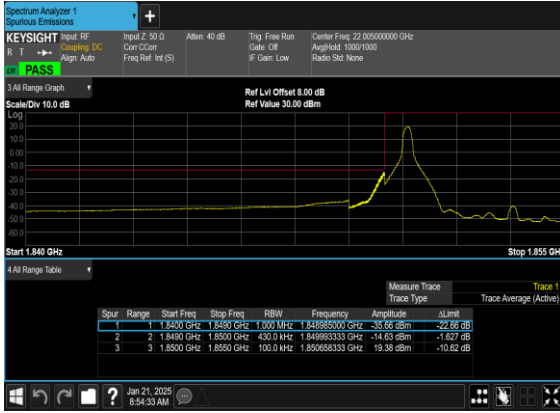 Spectrum Analyzer 1
Spurious Emissions
+
KEYSIGHT
R T
Input: RF
Coupling: DC
Align: Auto
Input Z: 50 Ω
Corr CCorr
Freq Ref: Int (S)
Atten: 40 dB
Trig: Free Run
Gate: Off
IF Gain: Low
Center Freq: 22.005000000 GHz
Avg|Hold: 1000/1000
Radio Std: None
PASS
3 All Range Graph
Scale/Div 10.0 dB
Ref Lvl Offset 8.00 dB
Ref Value 30.00 dBm
Log
20.0
10.0
0.00
-10.0
-20.0
-30.0
-40.0
-50.0
-60.0
Start 1.840 GHz
Stop 1.855 GH
4 All Range Table
Measure Trace Trace 1
Trace Type Trace Average (Active)
Spur Range Start Freq Stop Freq RBW Frequency Amplitude ΔLimit
1 1 1.8400 GHz 1.8490 GHz 1.000 MHz 1.848985000 GHz -35.66 dBm -22.66 dB
2 2 1.8490 GHz 1.8500 GHz 430.0 kHz 1.849993333 GHz -14.63 dBm -1.627 dB
3 3 1.8500 GHz 1.8550 GHz 100.0 kHz 1.850658333 GHz 19.38 dBm -10.62 dB
?
Jan 21, 2025
8:54:33 AM